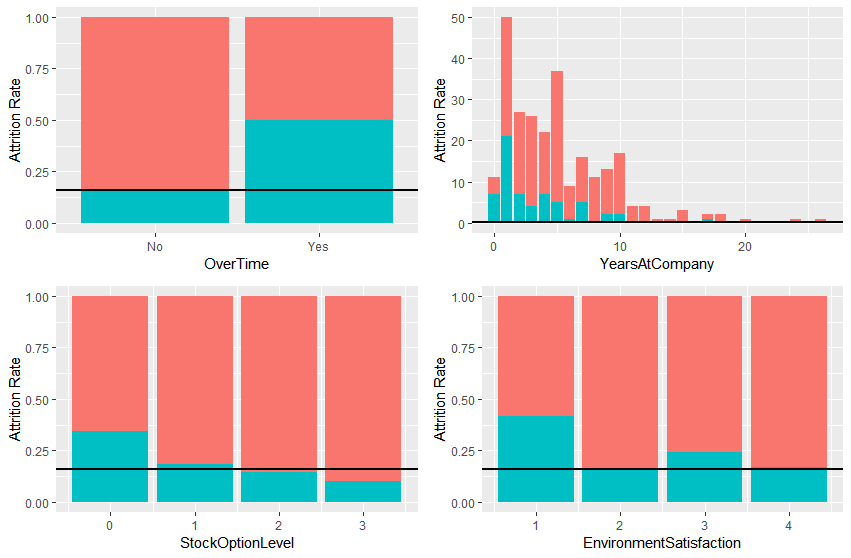 Attrition Rate
1.00
0.75
0.50
0.25
0.00
No Yes
OverTime
Attrition Rate
50
40
30
20
10
0
0 10 20
YearsAtCompany
Attrition Rate
1.00
0.75
0.50
0.25
0.00
0 1 2 3
StockOptionLevel
Attrition Rate
1.00
0.75
0.50
0.25
0.00
1 2 3 4
EnvironmentSatisfaction